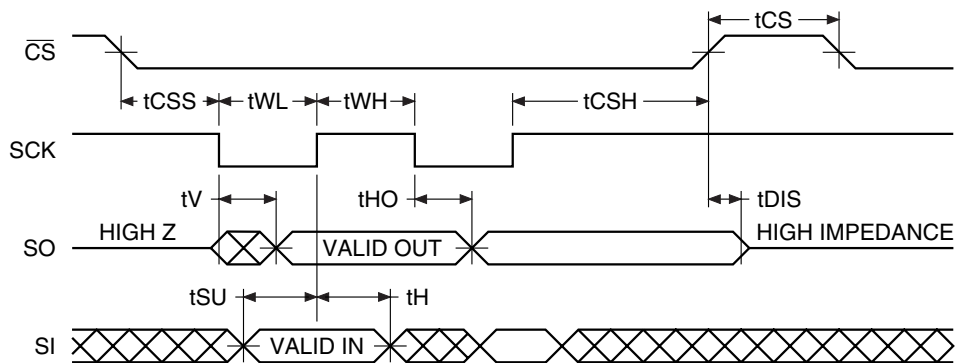 tCS
CS
tCSS tWL tWH tCSH
SCK
tV tHO tDIS
HIGH Z VALID OUT HIGH IMPEDANCE
SO
tSU tH
SI VALID IN